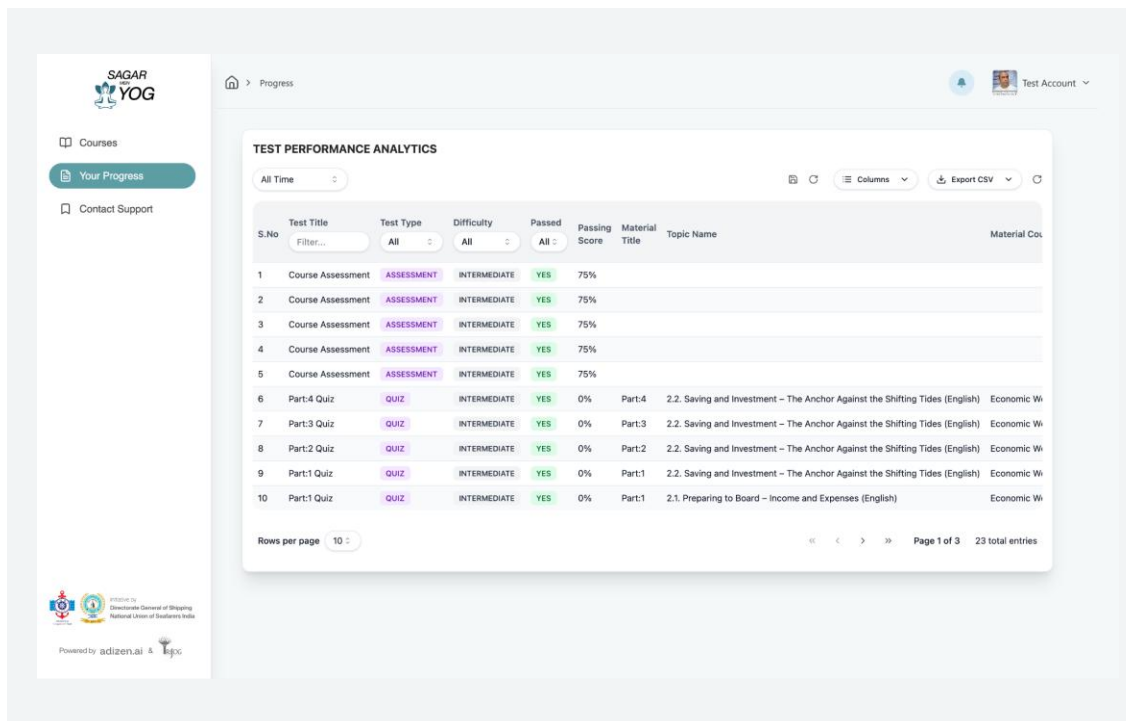 SAGAR
MEIN
YOG
Progress
Test Account
Courses
Your Progress
Contact Support
TEST PERFORMANCE ANALYTICS
All Time
Columns
Export CSV
S.No Test Title Test Type Difficulty Passed Passing Score Material Title Topic Name Material Cou
Filter... All All All
1 Course Assessment ASSESSMENT INTERMEDIATE YES 75%
2 Course Assessment ASSESSMENT INTERMEDIATE YES 75%
3 Course Assessment ASSESSMENT INTERMEDIATE YES 75%
4 Course Assessment ASSESSMENT INTERMEDIATE YES 75%
5 Course Assessment ASSESSMENT INTERMEDIATE YES 75%
6 Part:4 Quiz QUIZ INTERMEDIATE YES 0% Part:4 2.2. Saving and Investment – The Anchor Against the Shifting Tides (English) Economic W
7 Part:3 Quiz QUIZ INTERMEDIATE YES 0% Part:3 2.2. Saving and Investment – The Anchor Against the Shifting Tides (English) Economic W
8 Part:2 Quiz QUIZ INTERMEDIATE YES 0% Part:2 2.2. Saving and Investment – The Anchor Against the Shifting Tides (English) Economic W
9 Part:1 Quiz QUIZ INTERMEDIATE YES 0% Part:1 2.2. Saving and Investment – The Anchor Against the Shifting Tides (English) Economic W
10 Part:1 Quiz QUIZ INTERMEDIATE YES 0% Part:1 2.1. Preparing to Board – Income and Expenses (English) Economic W
Rows per page 10
Page 1 of 3 23 total entries
Initiative by
Directorate General of Shipping
National Union of Seafarers India
Powered by adizen.ai &